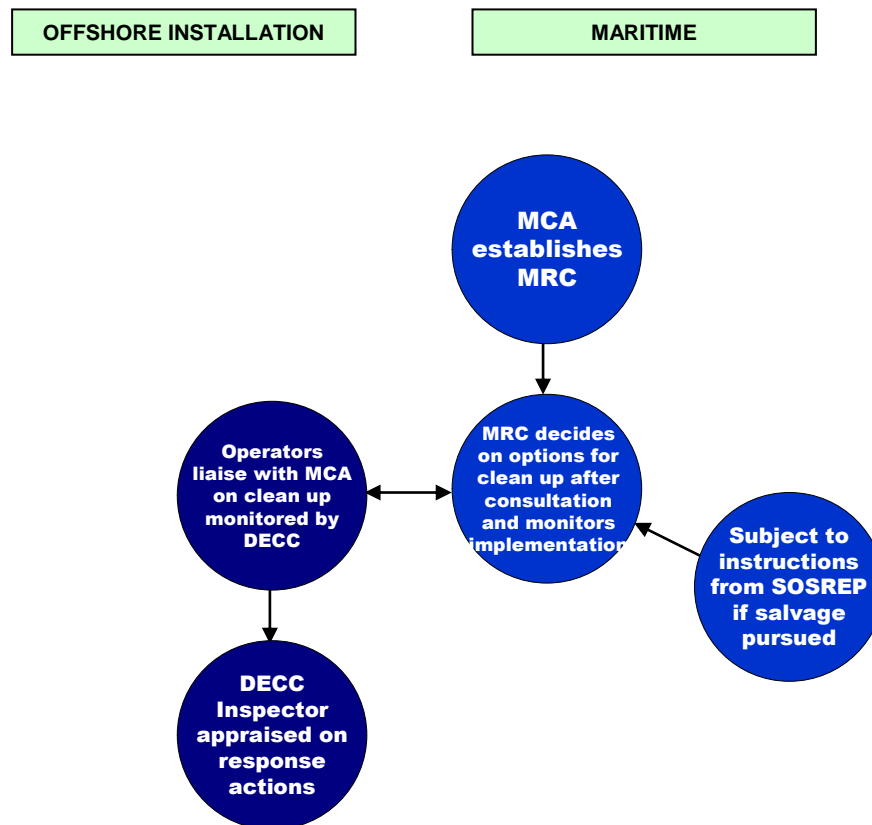 OFFSHORE INSTALLATION
MARITIME
MCA
establishes
MRC
Operators
liaise with MCA
on clean up
monitored by
DECC
MRC decides
on options for
clean up after
consultation
and monitors
implementation
Subject to
instructions
from SOSREP
if salvage
pursued
DECC
Inspector
appraised on
response
actions